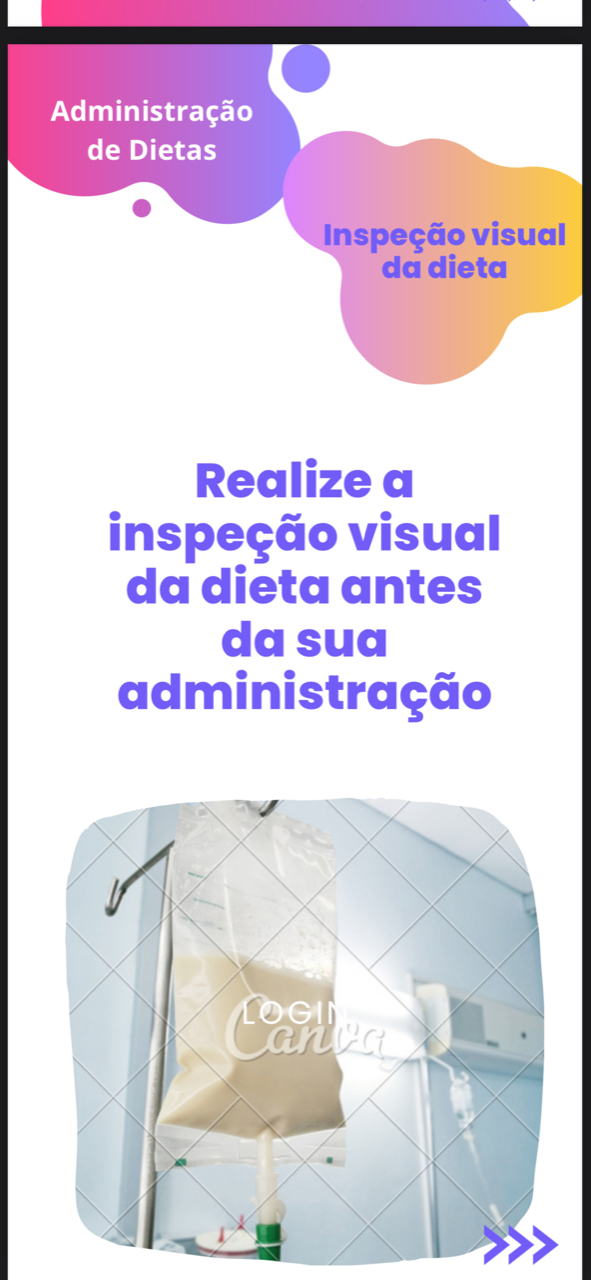 Administração
de Dietas
Inspeção visual
da dieta
Realize a
inspeção visual
da dieta antes
da sua
administração
LOGIN
Canva